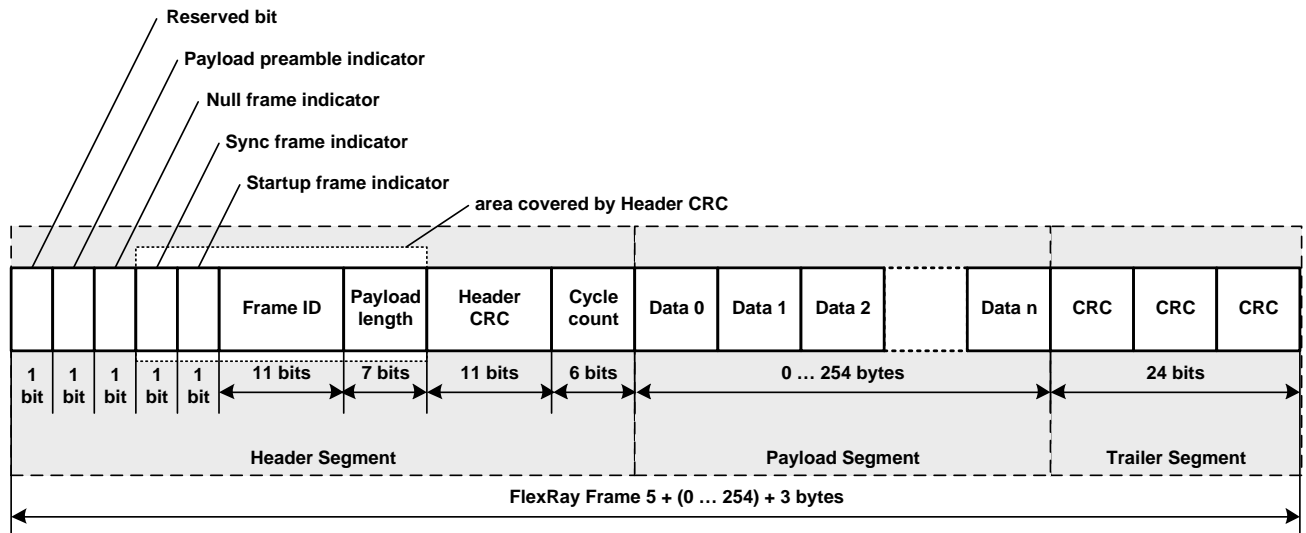 Reserved bit
Payload preamble indicator
Null frame indicator
Sync frame indicator
Startup frame indicator
area covered by Header CRC
Frame ID
Payload
length
Header
CRC
Cycle
count
Data 0
Data 1
Data 2
Data n
CRC
CRC
CRC
1
bit
1
bit
1
bit
1
bit
1
bit
11 bits
7 bits
11 bits
6 bits
0 … 254 bytes
24 bits
Header Segment
Payload Segment
Trailer Segment
FlexRay Frame 5 + (0 … 254) + 3 bytes